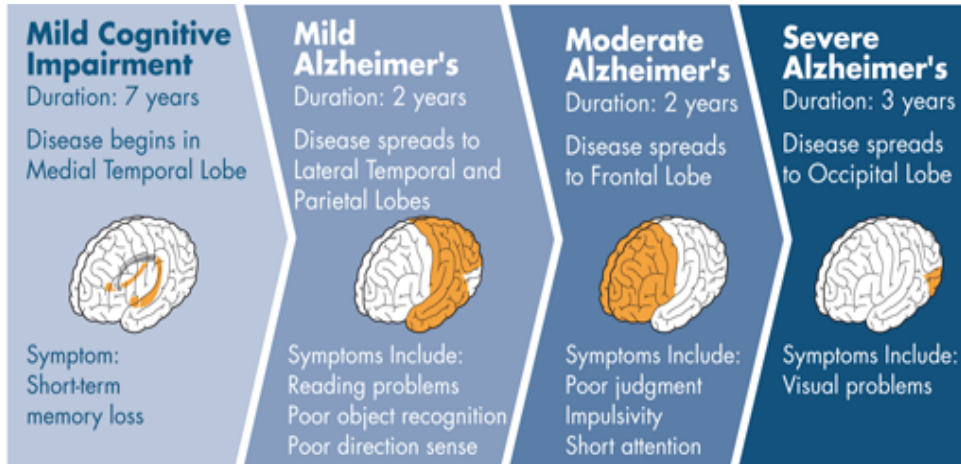 Mild Cognitive
Impairment
Duration: 7 years
Disease begins in
Medial Temporal Lobe
Symptom:
Short-term
memory loss
Mild
Alzheimer's
Duration: 2 years
Disease spreads to
Lateral Temporal and
Parietal Lobes
Symptoms Include:
Reading problems
Poor object recognition
Poor direction sense
Moderate
Alzheimer's
Duration: 2 years
Disease spreads
to Frontal Lobe
Symptoms Include:
Poor judgment
Impulsivity
Short attention
Severe
Alzheimer's
Duration: 3 years
Disease spreads
to Occipital Lobe
Symptoms Include:
Visual problems